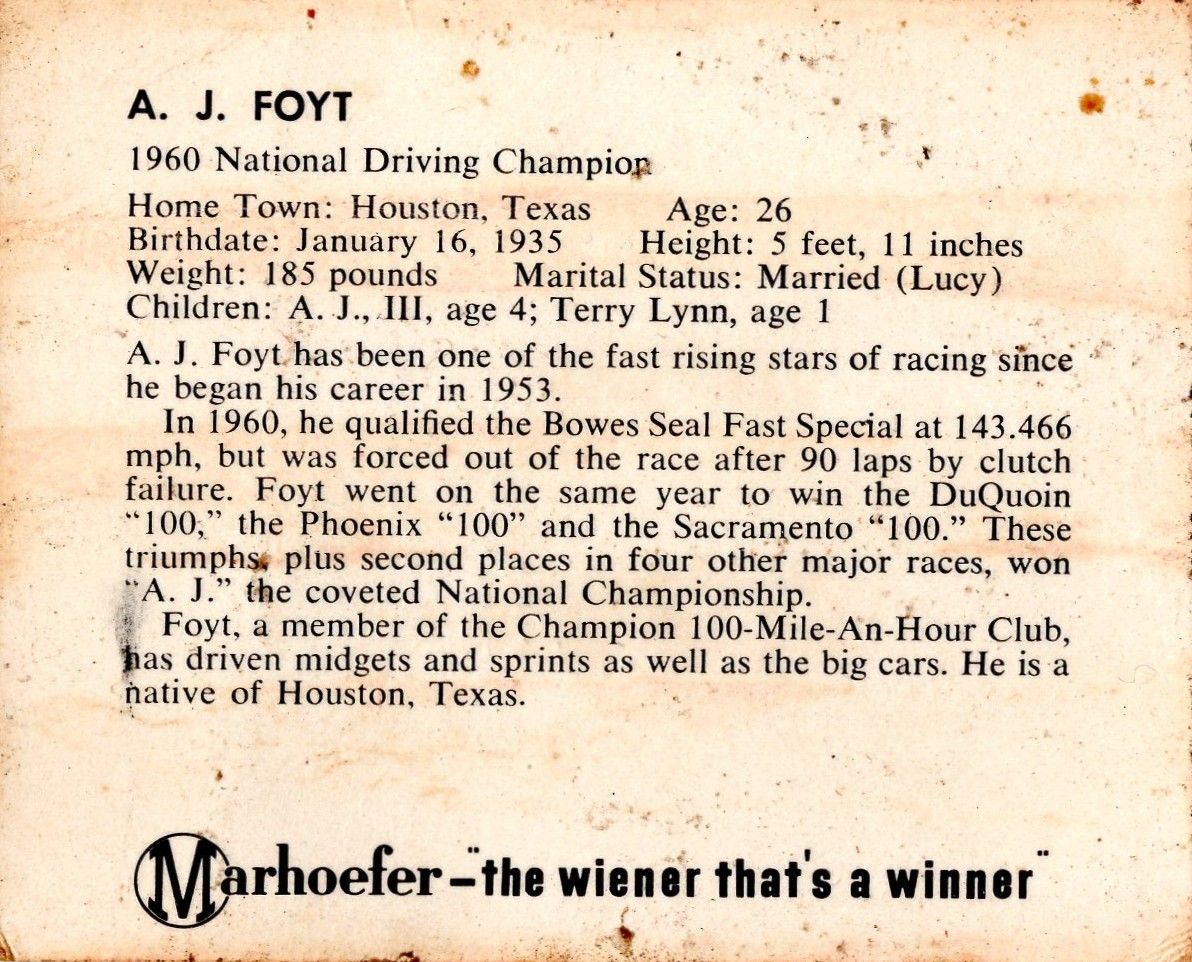 A. J. FOYT
1960 National Driving Champion
Home Town: Houston, Texas Age: 26
Birthdate: January 16, 1935 Height: 5 feet, 11 inches
Weight: 185 pounds Marital Status: Married (Lucy)
Children: A. J., III, age 4; Terry Lynn, age 1
A. J. Foyt has been one of the fast rising stars of racing since
he began his career in 1953.
In 1960, he qualified the Bowes Seal Fast Special at 143.466
mph, but was forced out of the race after 90 laps by clutch
failure. Foyt went on the same year to win the DuQuoin
“100,” the Phoenix “100” and the Sacramento “100.” These
triumphs, plus second places in four other major races, won
“A. J.” the coveted National Championship.
Foyt, a member of the Champion 100-Mile-An-Hour Club,
has driven midgets and sprints as well as the big cars. He is a
native of Houston, Texas.
Marhoefer - "the wiener that's a winner"